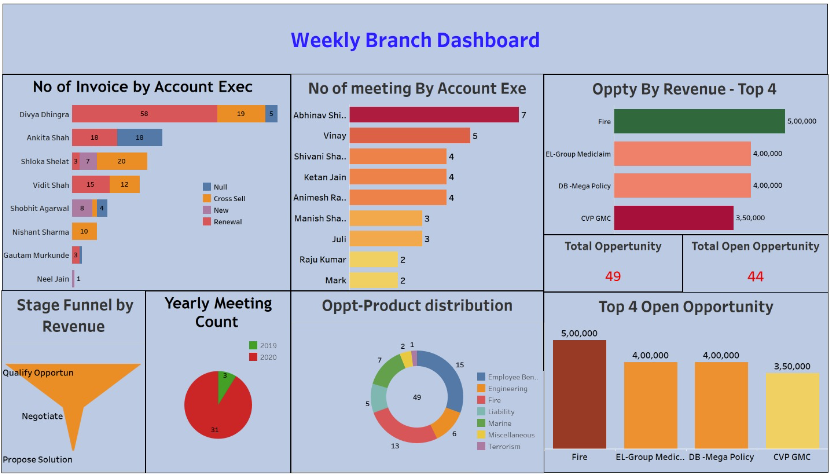 Weekly Branch Dashboard
No of Invoice by Account Exec
Divya Dhingra 58 19 5
Ankita Shah 18 18
Shloka Shelat 3 7 20
Vidit Shah 15 12
Shobhit Agarwal 8 4
Nishant Sharma 10
Gautam Murkunde 3
Neel Jain 1
Null
Cross Sell
New
Renewal
No of meeting By Account Exe
Abhinav Shi.. 7
Vinay 5
Shivani Sha.. 4
Ketan Jain 4
Animesh Ra.. 4
Manish Sha.. 3
Juli 3
Raju Kumar 2
Mark 2
Oppty By Revenue - Top 4
Fire 5,00,000
EL-Group Mediclaim 4,00,000
DB -Mega Policy 4,00,000
CVP GMC 3,50,000
Total Oppertunity
49
Total Open Oppertunity
44
Stage Funnel by
Revenue
Qualify Opportun
Negotiate
Propose Solution
Yearly Meeting
Count
2019
2020
3
31
Oppt-Product distribution
15
6
13
5
7
2
1
49
Employee Ben..
Engineering
Fire
Liability
Marine
Miscellaneous
Terrorism
Top 4 Open Opportunity
5,00,000 4,00,000 4,00,000 3,50,000
Fire EL-Group Medic.. DB -Mega Policy CVP GMC